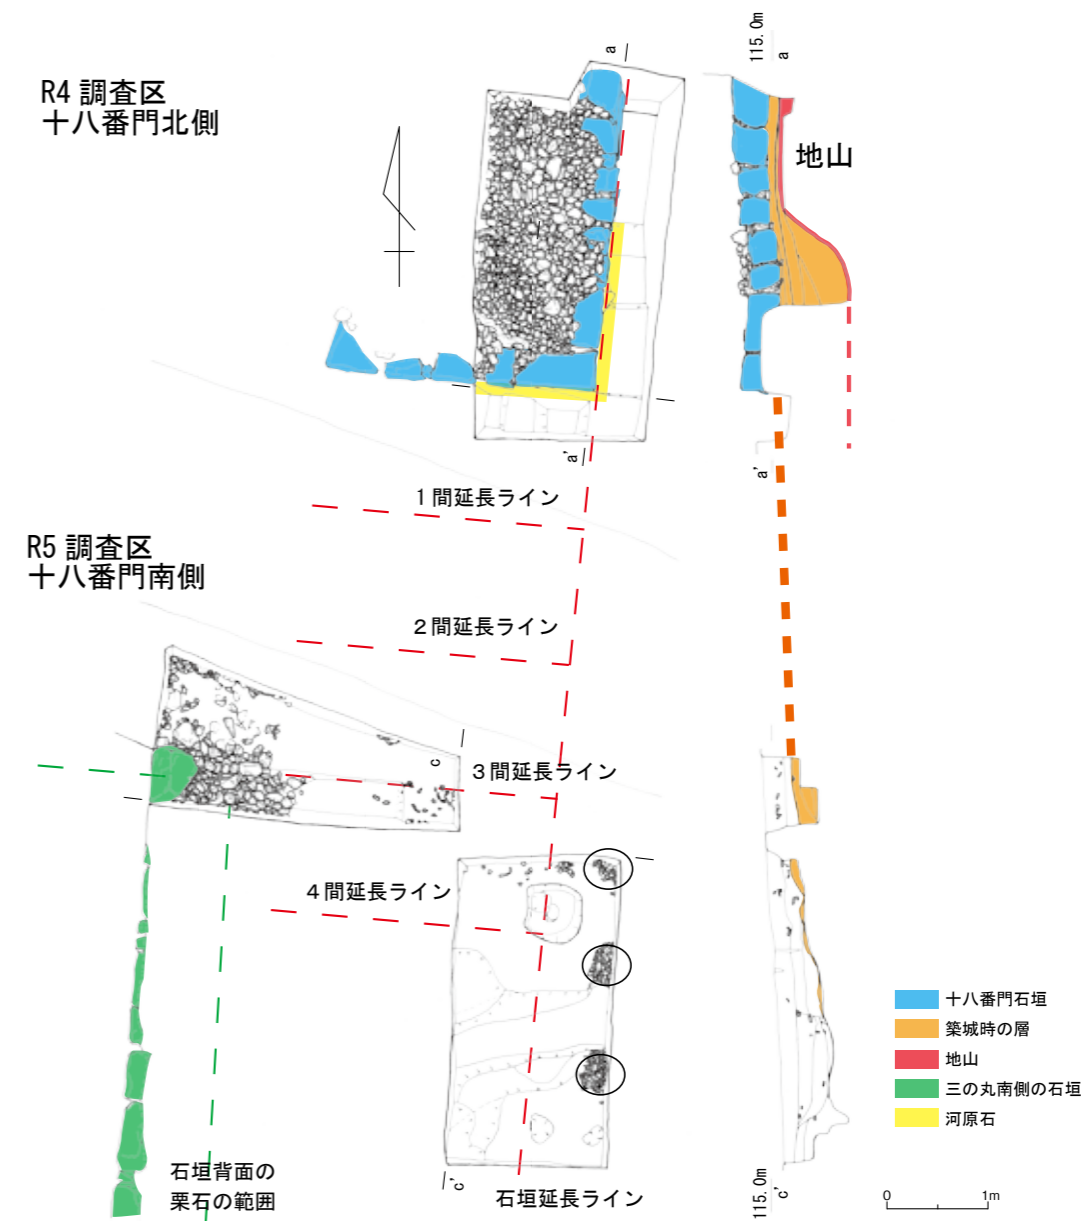 R4 調査区
十八番門北側
a
115.0m
a
地山
a'
a'
1間延長ライン
R5 調査区
十八番門南側
2間延長ライン
c
3間延長ライン
4間延長ライン
十八番門石垣
築城時の層
地山
三の丸南側の石垣
河原石
石垣背面の
栗石の範囲
c'
石垣延長ライン
115.0m
c'
0
1m